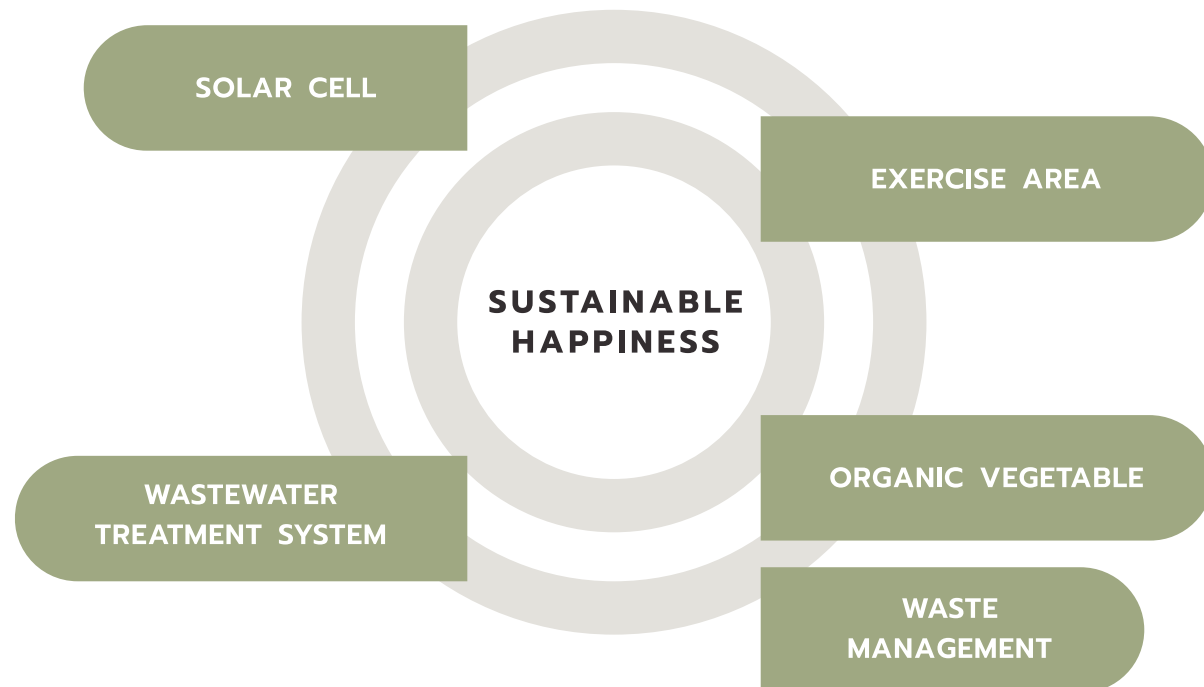 SOLAR CELL
EXERCISE AREA
SUSTAINABLE
HAPPINESS
ORGANIC VEGETABLE
WASTEWATER
TREATMENT SYSTEM
WASTE
MANAGEMENT